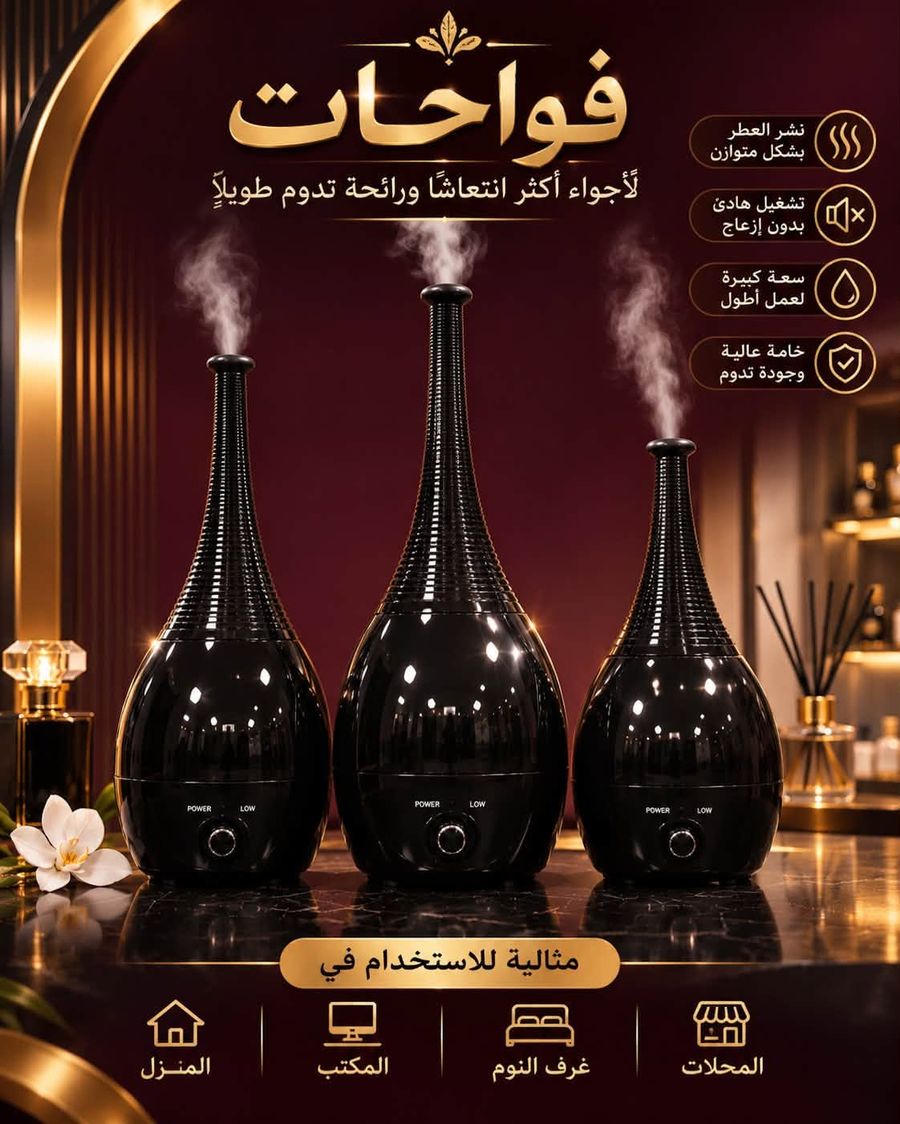 فواحات
لأجواء أكثر انتعاشًا ورائحة تدوم طويلاً
نشر العطر
بشكل متوازن
تشغيل هادئ
بدون إزعاج
سعة كبيرة
لعمل أطول
خامة عالية
وجودة تدوم
POWER LOW
POWER LOW
POWER LOW
مثالية للاستخدام في
المحلات
غرف النوم
المكتب
المنزل